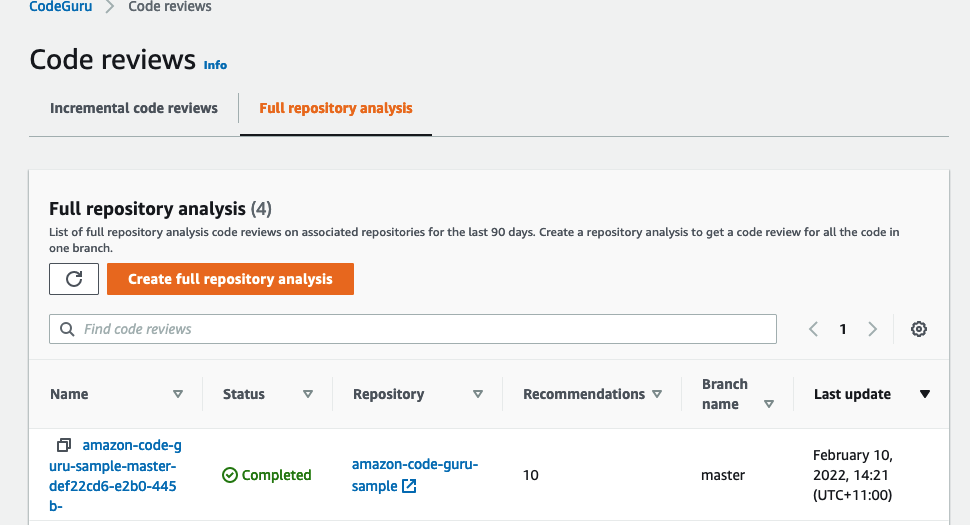 CodeGuru > Code reviews
Code reviews Info
Incremental code reviews Full repository analysis
Full repository analysis (4)
List of full repository analysis code reviews on associated repositories for the last 90 days. Create a repository analysis to get a code review for all the code in
one branch.
Create full repository analysis
Find code reviews
1
Name Status Repository Recommendations Branch name Last update
amazon-code-g
uru-sample-master-
def22cd6-e2b0-445
b-
Completed
amazon-code-guru-
sample
10
master
February 10,
2022, 14:21
(UTC+11:00)